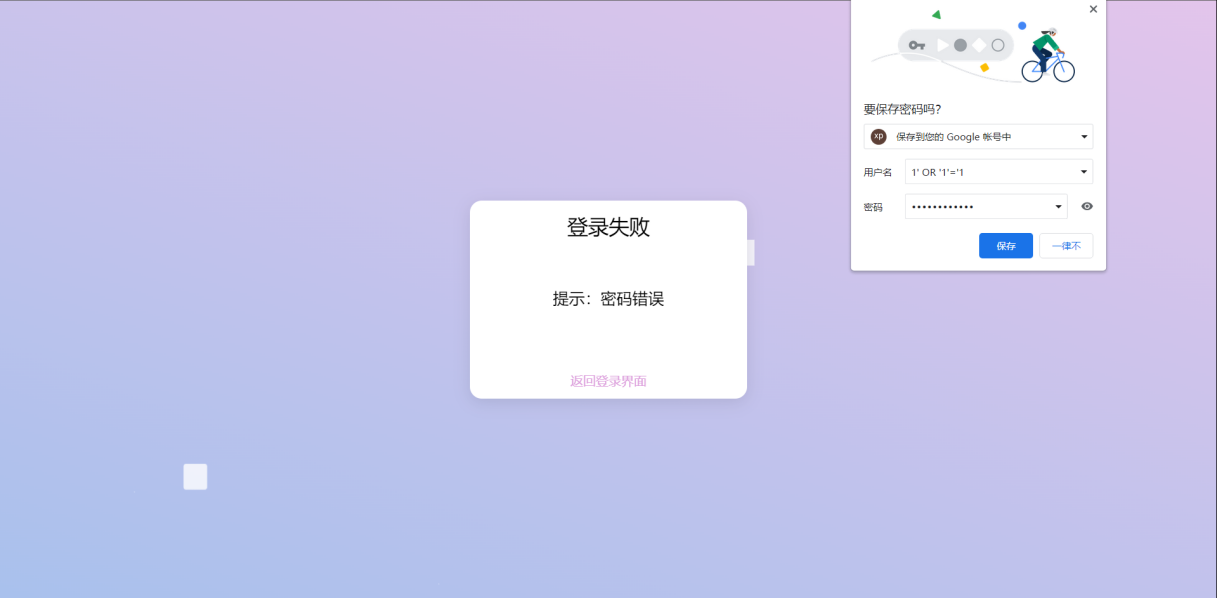 要保存密码吗?
xp 保存到您的 Google 帐号中
用户名 1' OR '1'='1
密码 ••••••••••••
保存 一律不
登录失败
提示：密码错误
返回登录界面